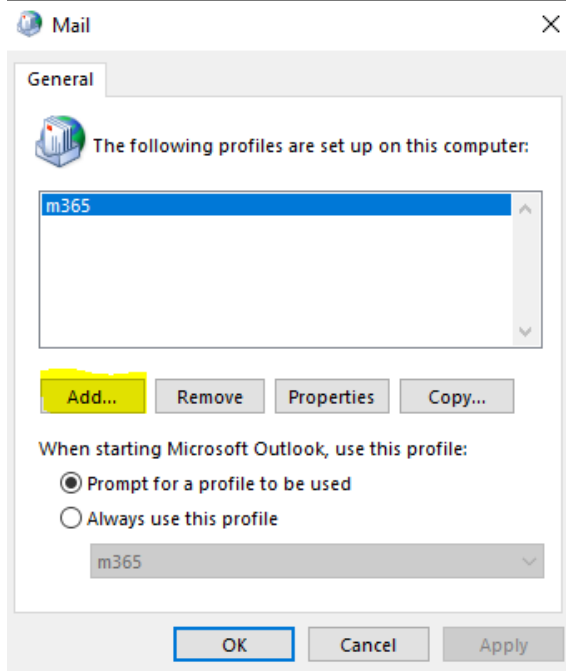 Mail
General
The following profiles are set up on this computer:
m365
Add...
Remove
Properties
Copy...
When starting Microsoft Outlook, use this profile:
Prompt for a profile to be used
Always use this profile
m365
OK
Cancel
Apply